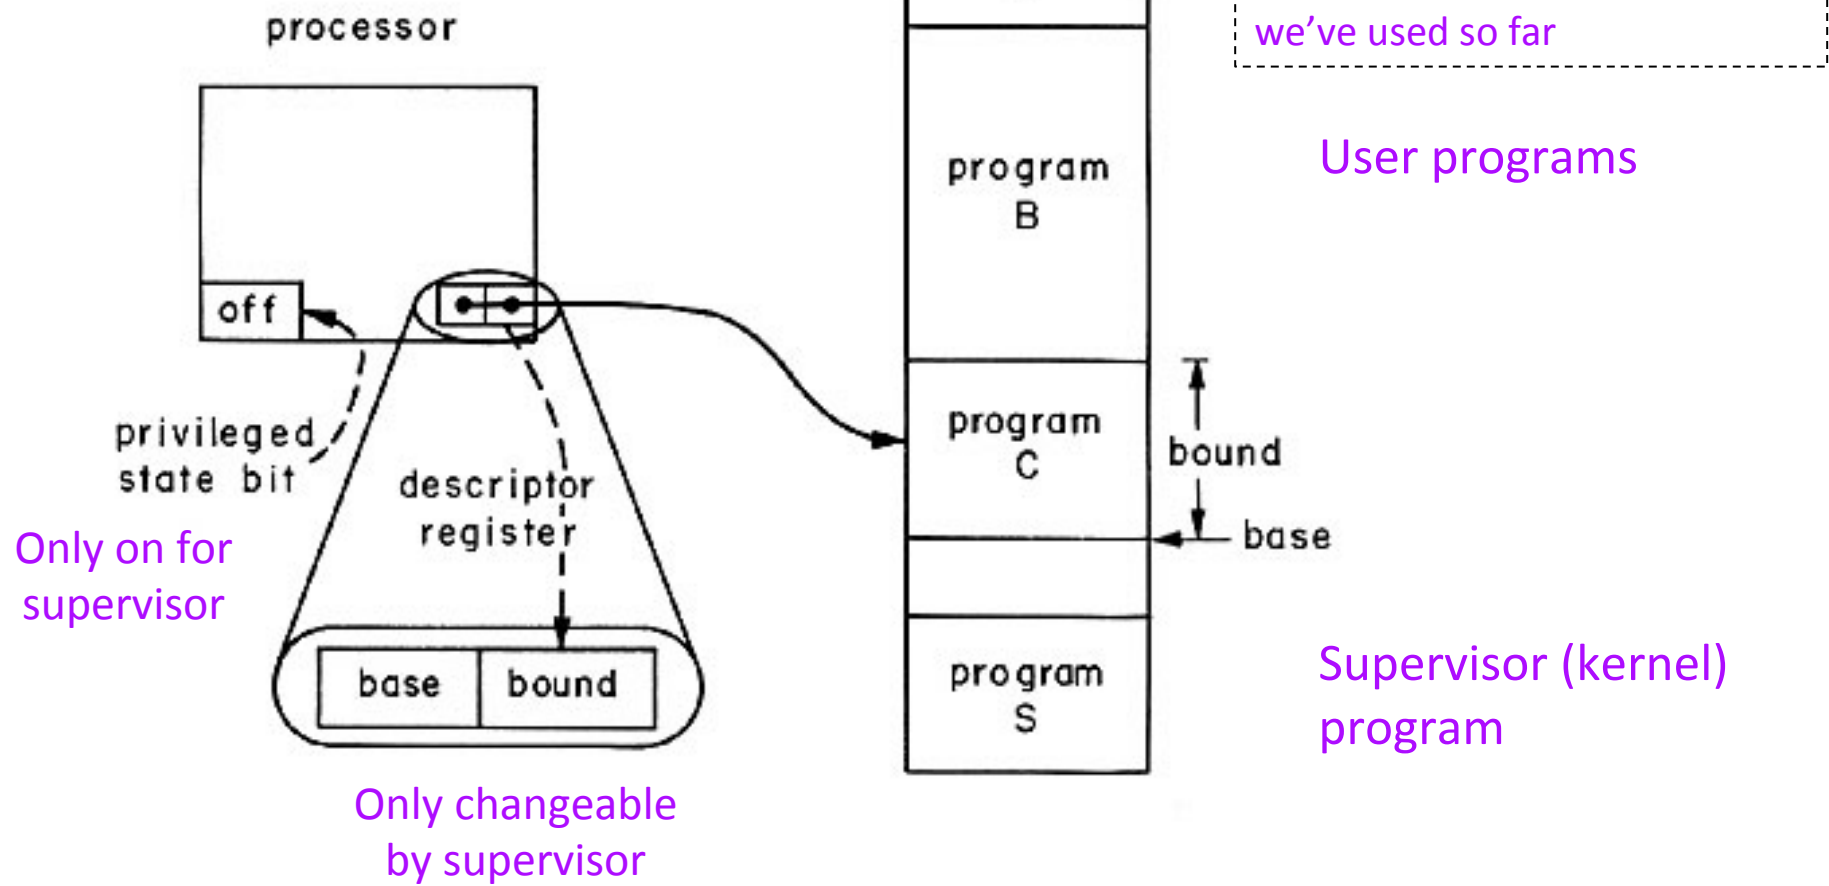 processor
we've used so far
User programs
program
B
off
privileged
state bit
program
C
bound
descriptor
register
base
Only on for
supervisor
base
bound
program
S
Supervisor (kernel)
program
Only changeable
by supervisor